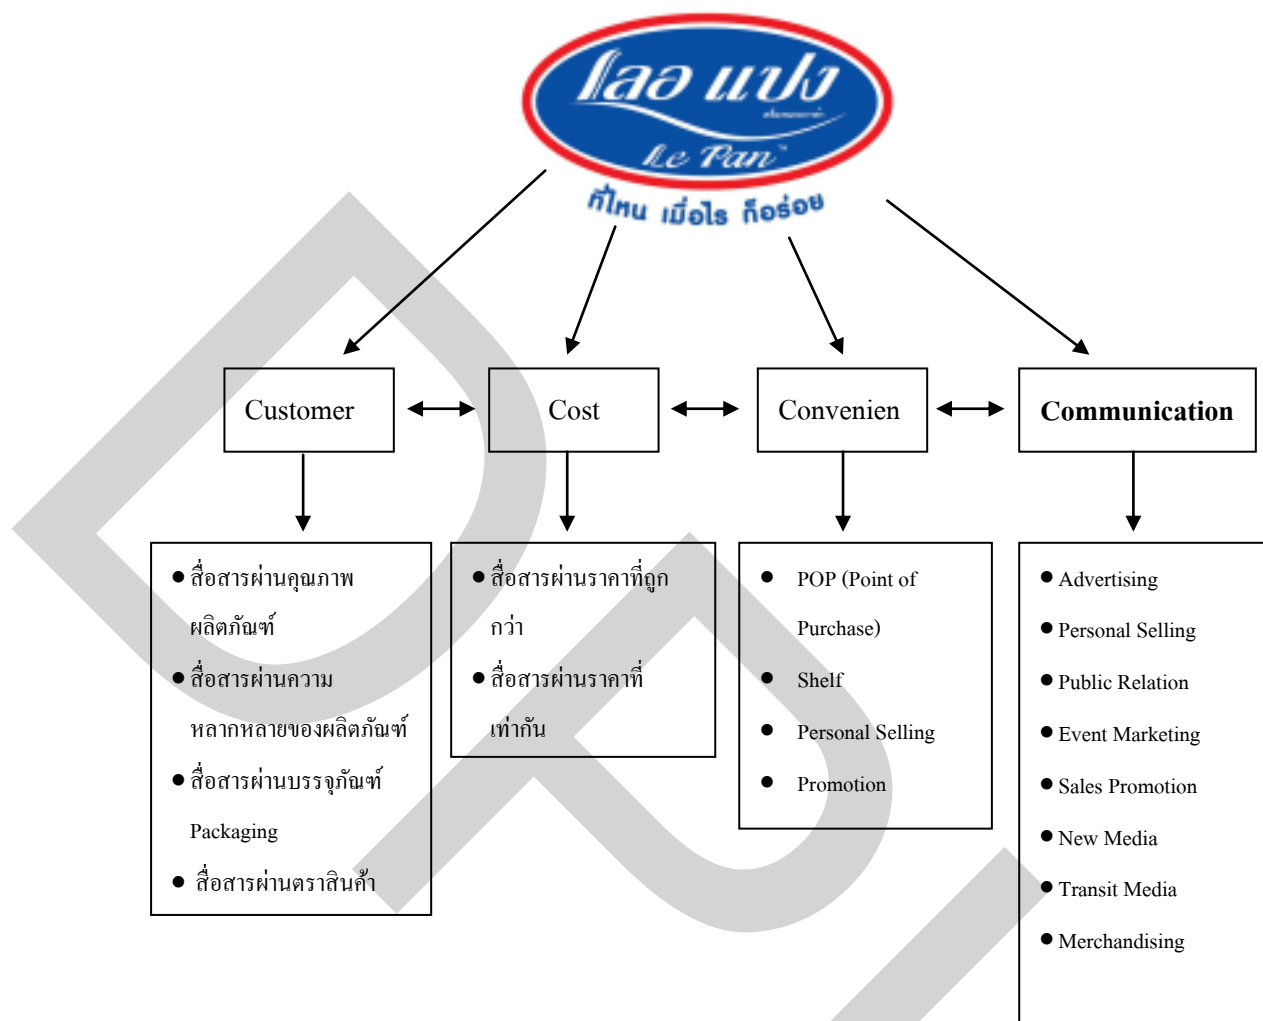 เลอ แปง
Le Pan
ที่ไหน เมื่อไร ก็อร่อย
Customer
Cost
Convenien
Communication
● สื่อสารผ่านคุณภาพ
ผลิตภัณฑ์
● สื่อสารผ่านความ
หลากหลายของผลิตภัณฑ์
● สื่อสารผ่านบรรจุภัณฑ์
Packaging
● สื่อสารผ่านตราสินค้า
● สื่อสารผ่านราคาที่ถูก
กว่า
● สื่อสารผ่านราคาที่
เท่ากัน
● POP (Point of
Purchase)
● Shelf
● Personal Selling
● Promotion
● Advertising
● Personal Selling
● Public Relation
● Event Marketing
● Sales Promotion
● New Media
● Transit Media
● Merchandising